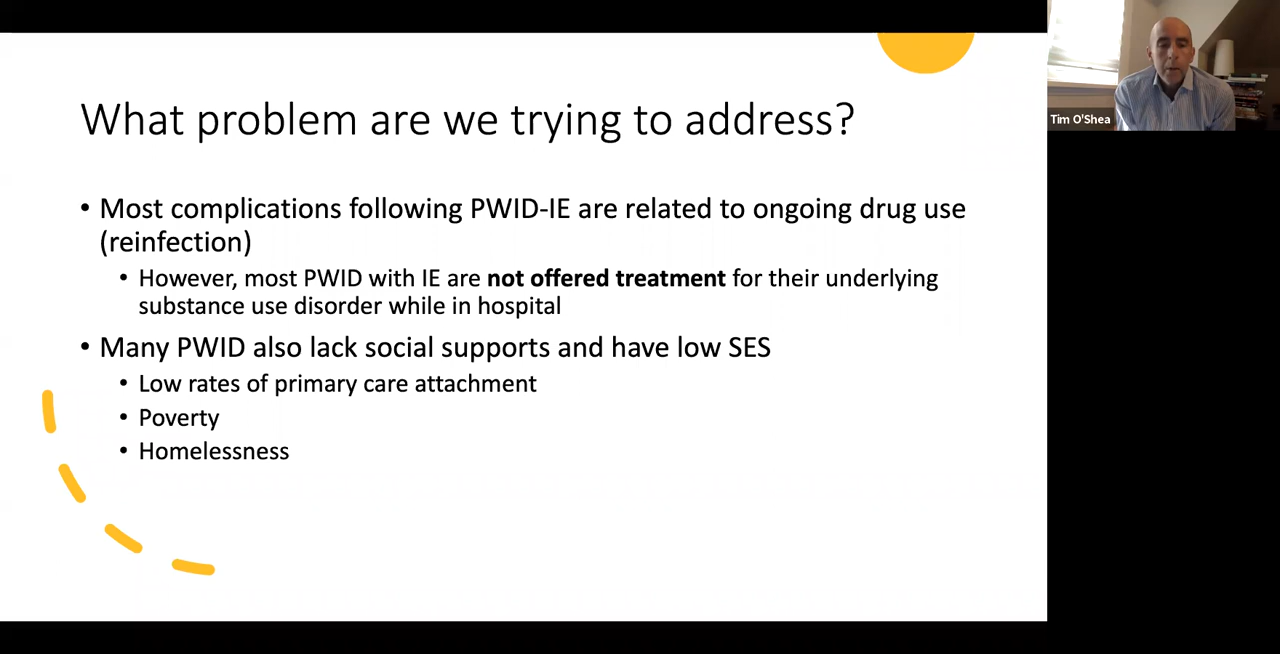 What problem are we trying to address?
• Most complications following PWID-IE are related to ongoing drug use
(reinfection)
• However, most PWID with IE are not offered treatment for their underlying
substance use disorder while in hospital
• Many PWID also lack social supports and have low SES
• Low rates of primary care attachment
• Poverty
• Homelessness
Tim O'Shea